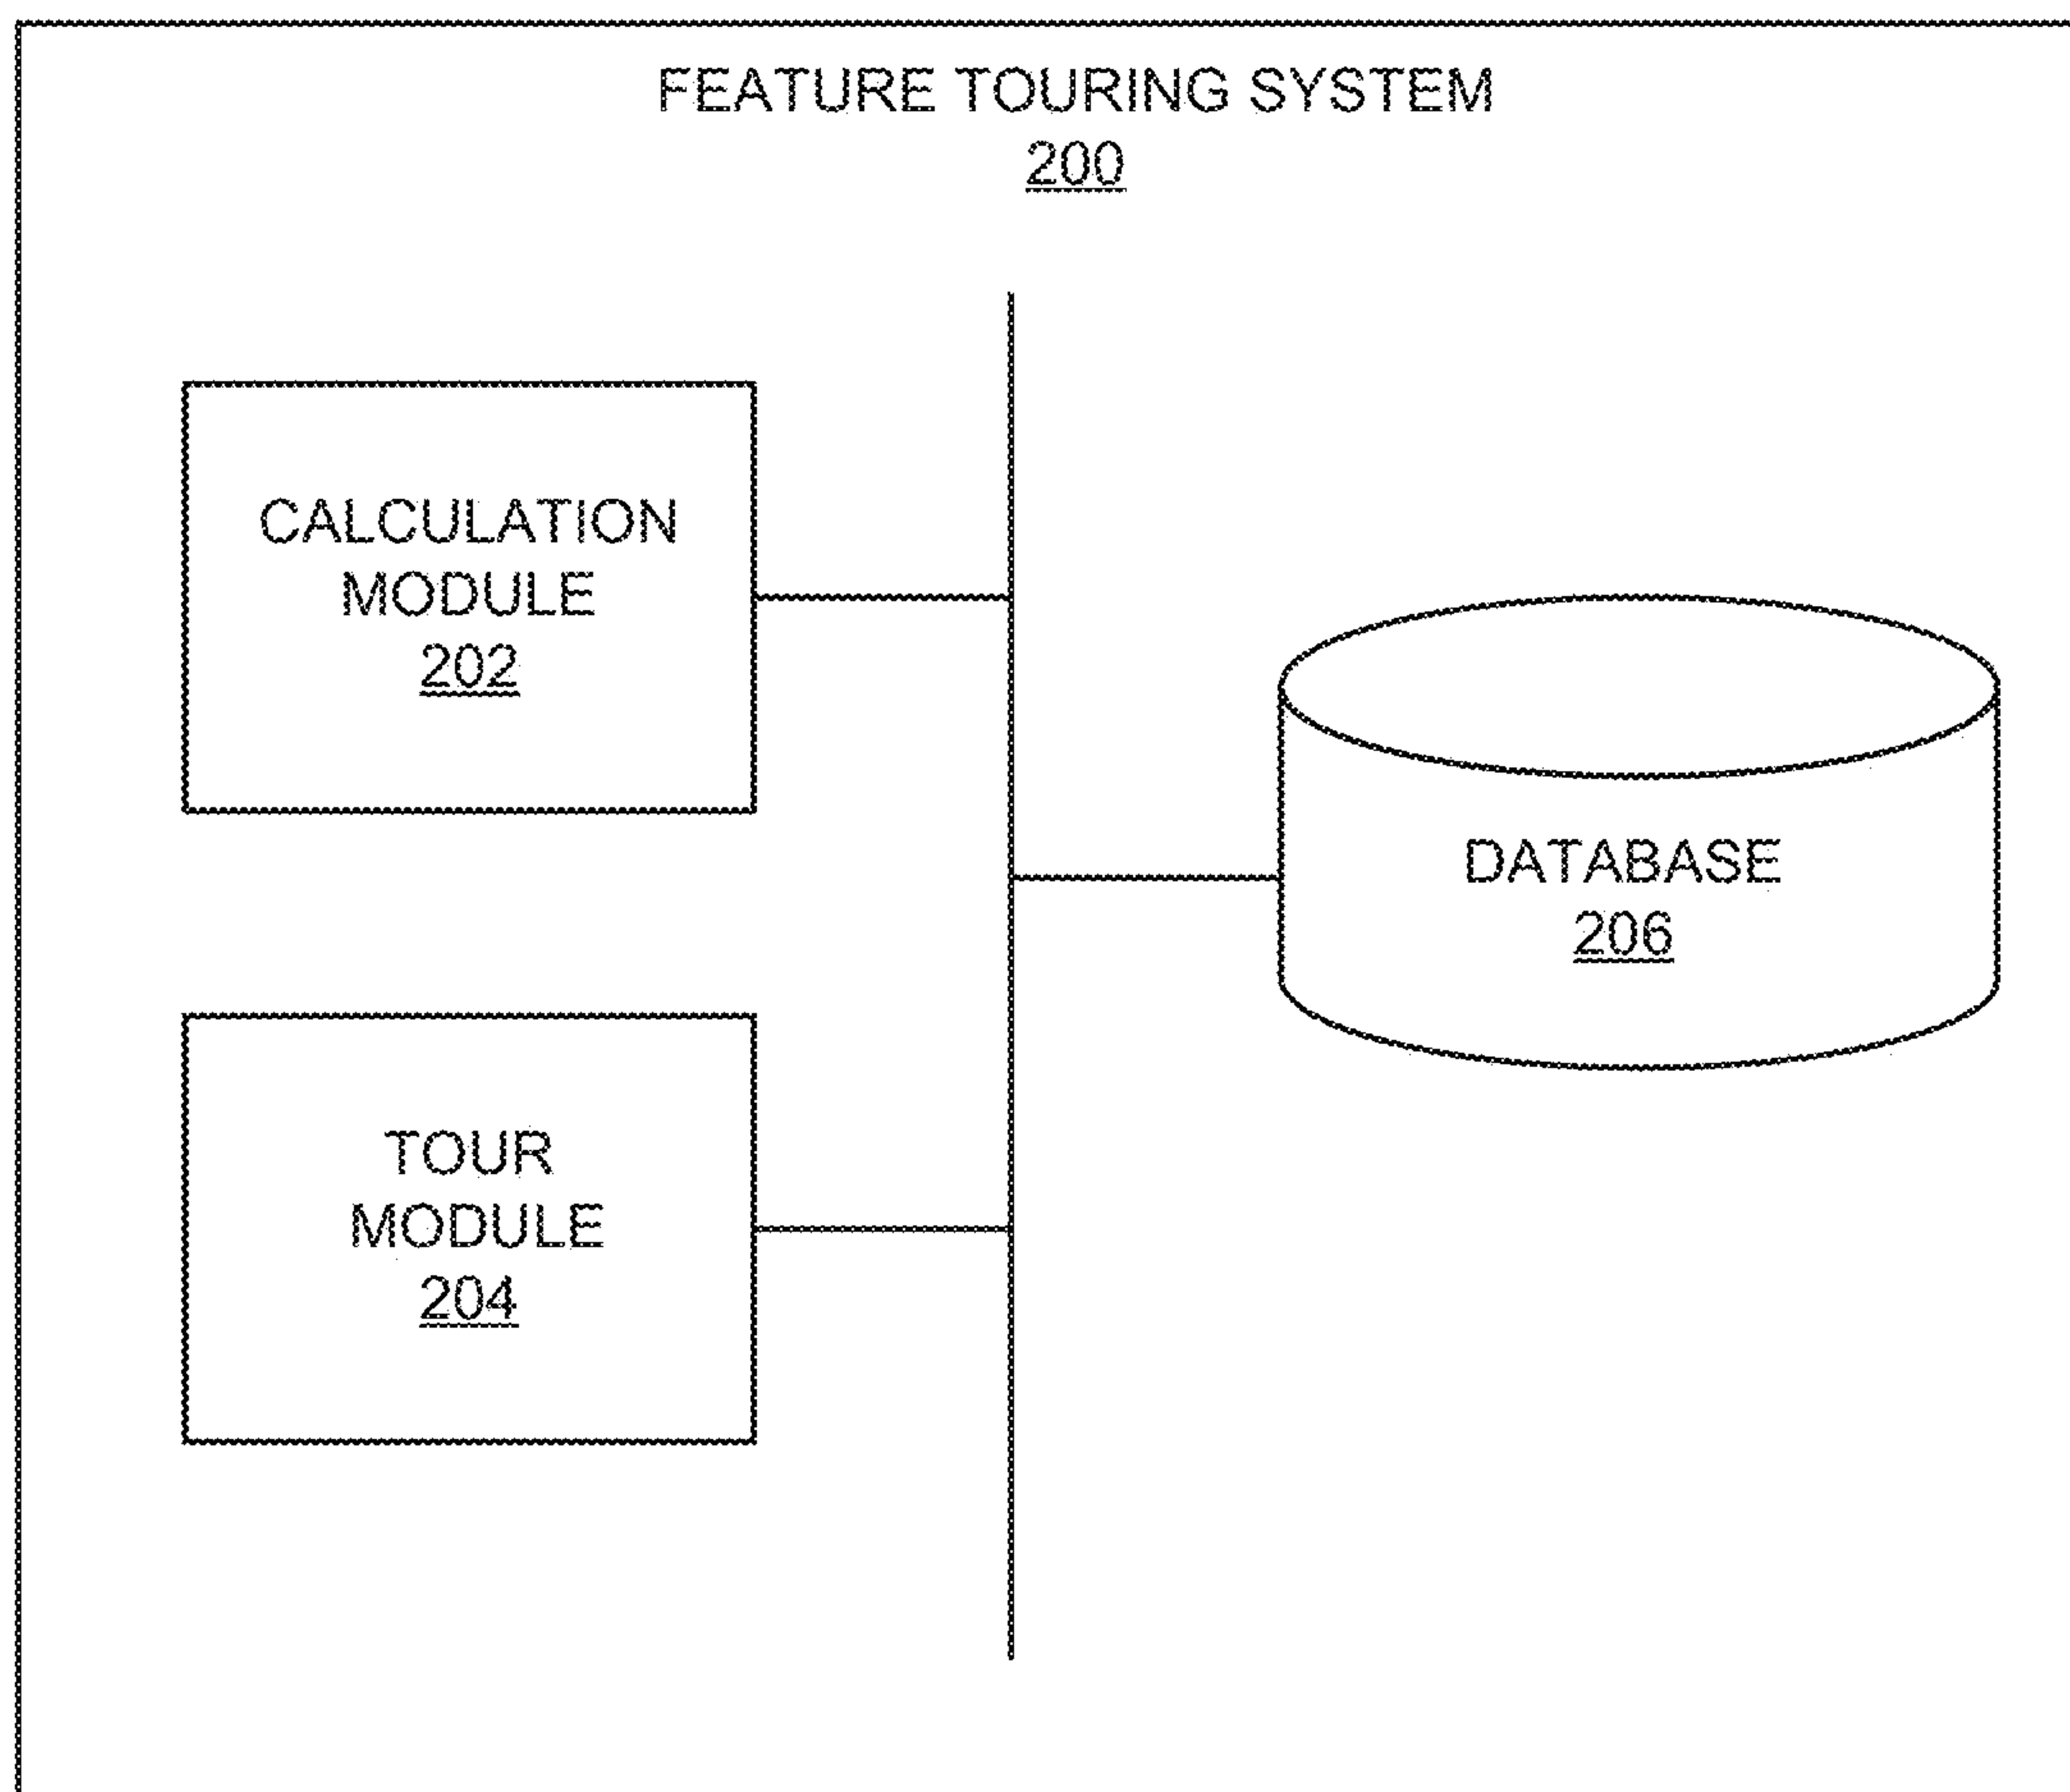 FEATURE TOURING SYSTEM
200
CALCULATION
MODULE
202
DATABASE
206
TOUR
MODULE
204